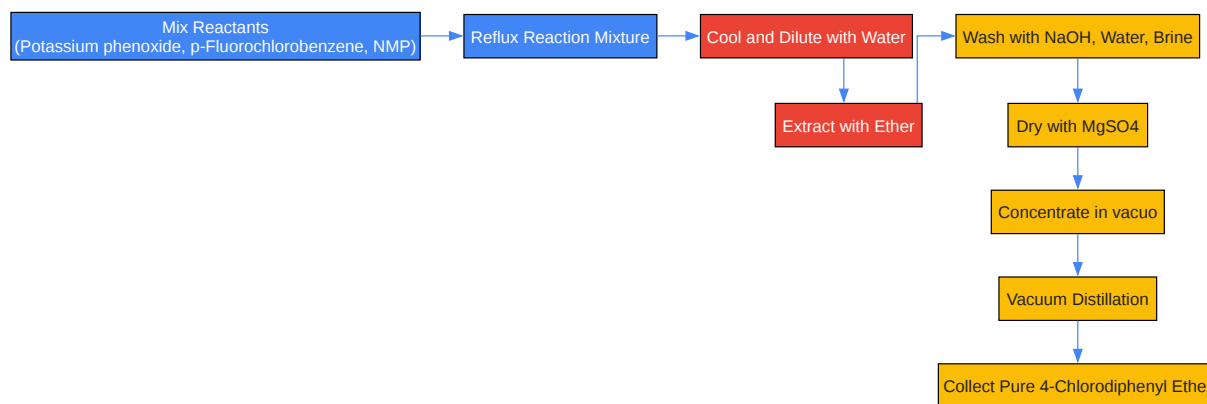 Mix Reactants
(Potassium phenoxide, p-Fluorochlorobenzene, NMP)
Reflux Reaction Mixture
Cool and Dilute with Water
Extract with Ether
Wash with NaOH, Water, Brine
Dry with MgSO4
Concentrate in vacuo
Vacuum Distillation
Collect Pure 4-Chlorodiphenyl Ethe